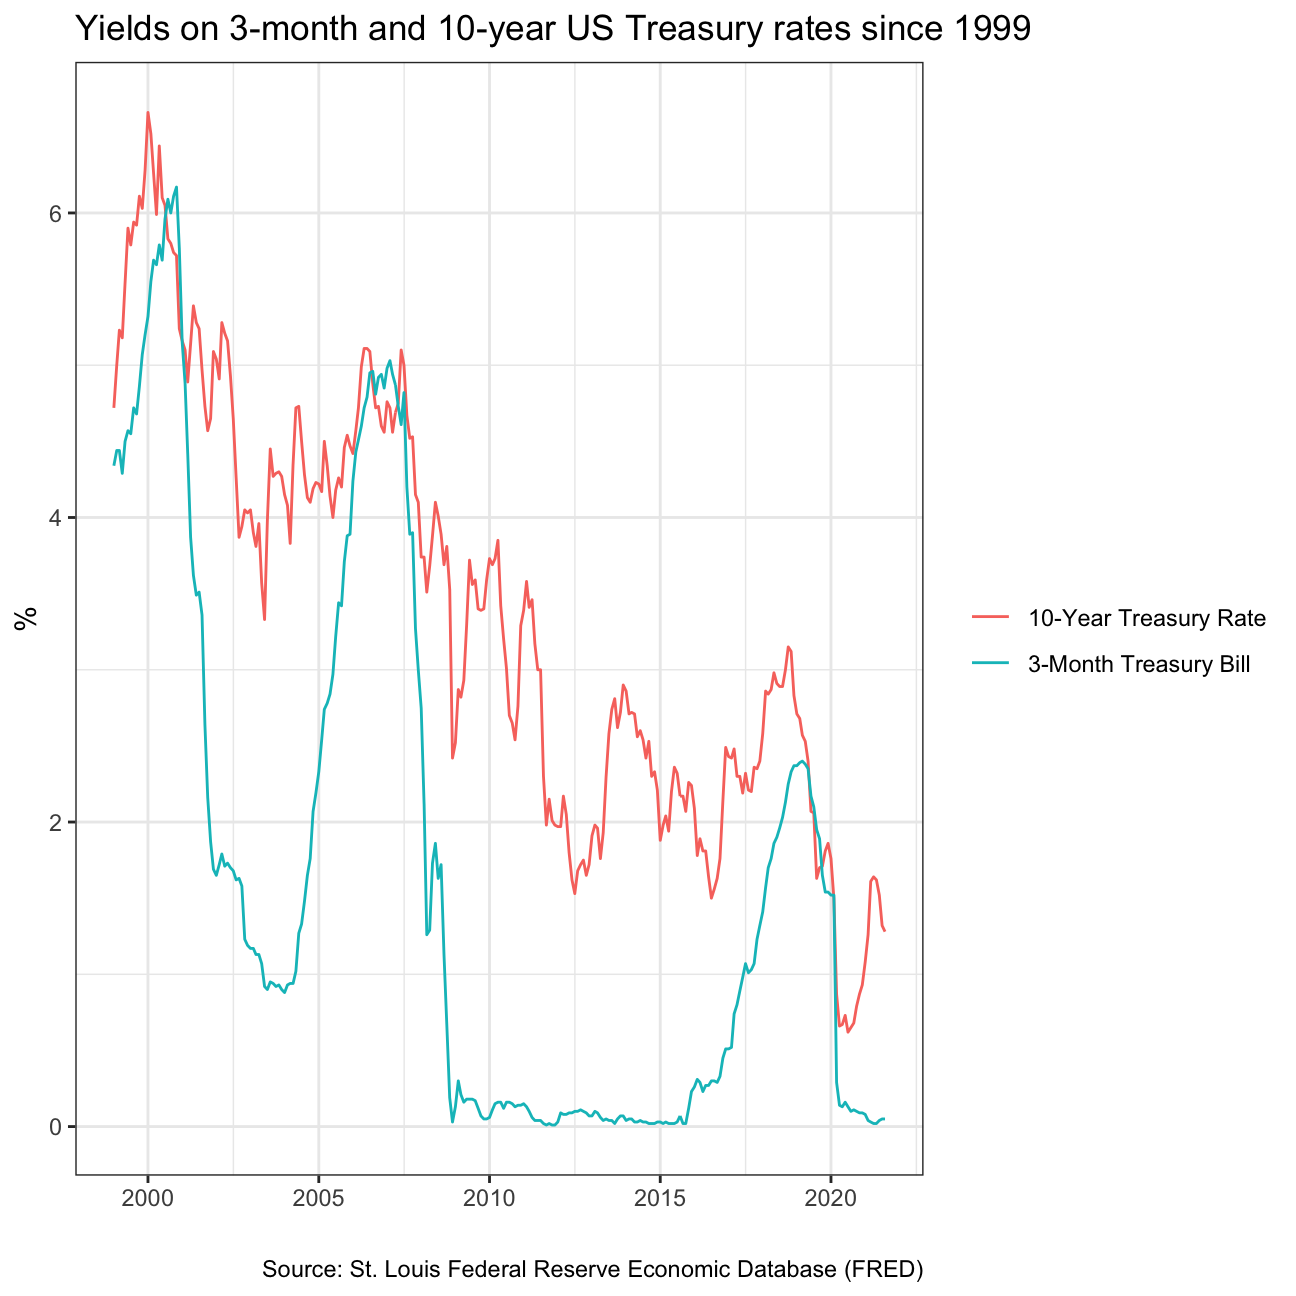 Yields on 3-month and 10-year US Treasury rates since 1999
%
6
4
2
0
2000
2005
2010
2015
2020
10-Year Treasury Rate
3-Month Treasury Bill
Source: St. Louis Federal Reserve Economic Database (FRED)